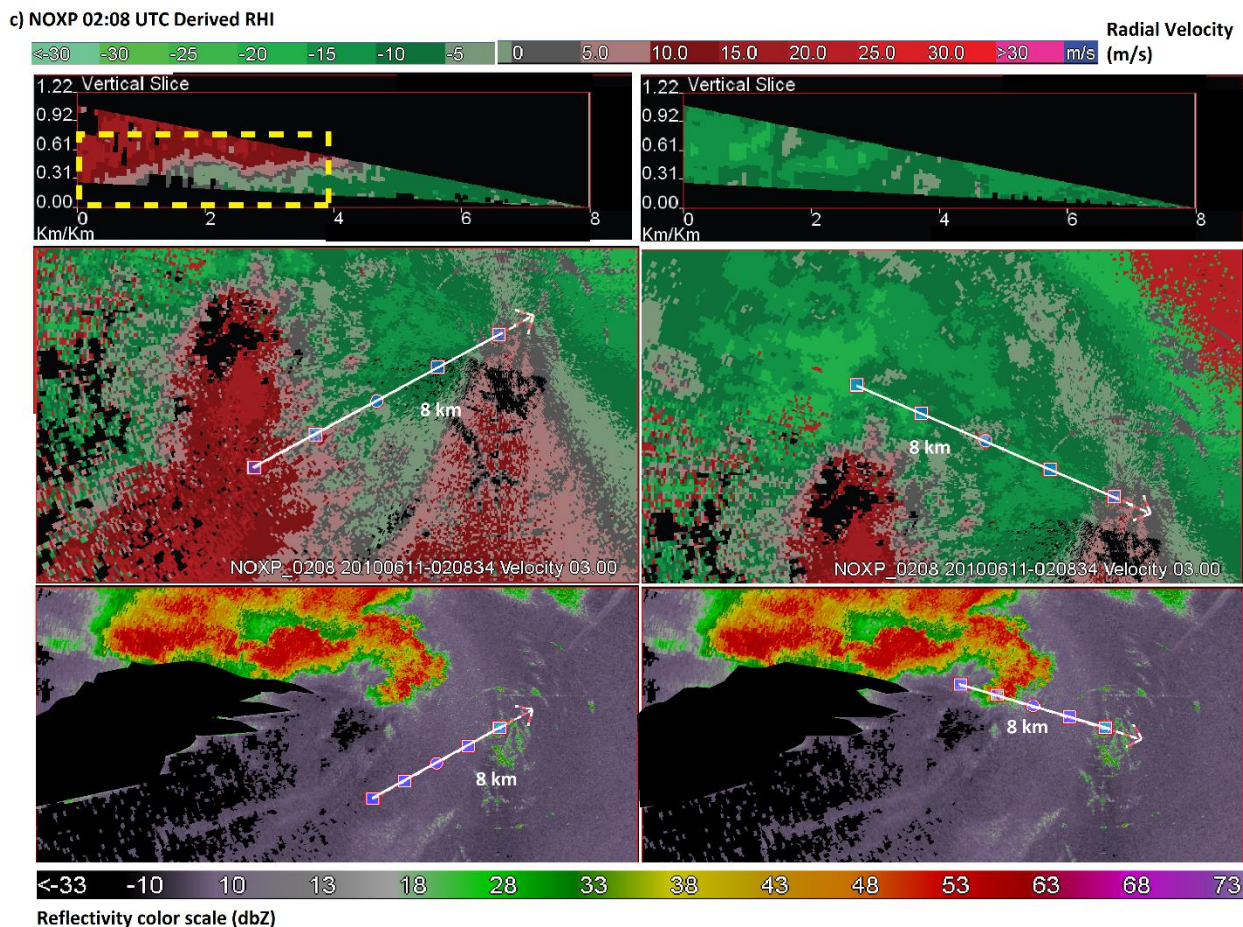 c) NOXP 02:08 UTC Derived RHI
<-30 -30 -25 -20 -15 -10 -5 0 5.0 10.0 15.0 20.0 25.0 30.0 >30 m/s
Radial Velocity
(m/s)
Vertical Slice
1.22
0.92
0.61
0.31
0.00
0 2 4 6 8
Km/Km
Vertical Slice
1.22
0.92
0.61
0.31
0.00
0 2 4 6 8
Km/Km
8 km
NOXP_0208 20100611-020834 Velocity 03.00
8 km
NOXP_0208 20100611-020834 Velocity 03.00
8 km
8 km
<-33 -10 10 13 18 28 33 38 43 48 53 63 68 73
Reflectivity color scale (dbZ)